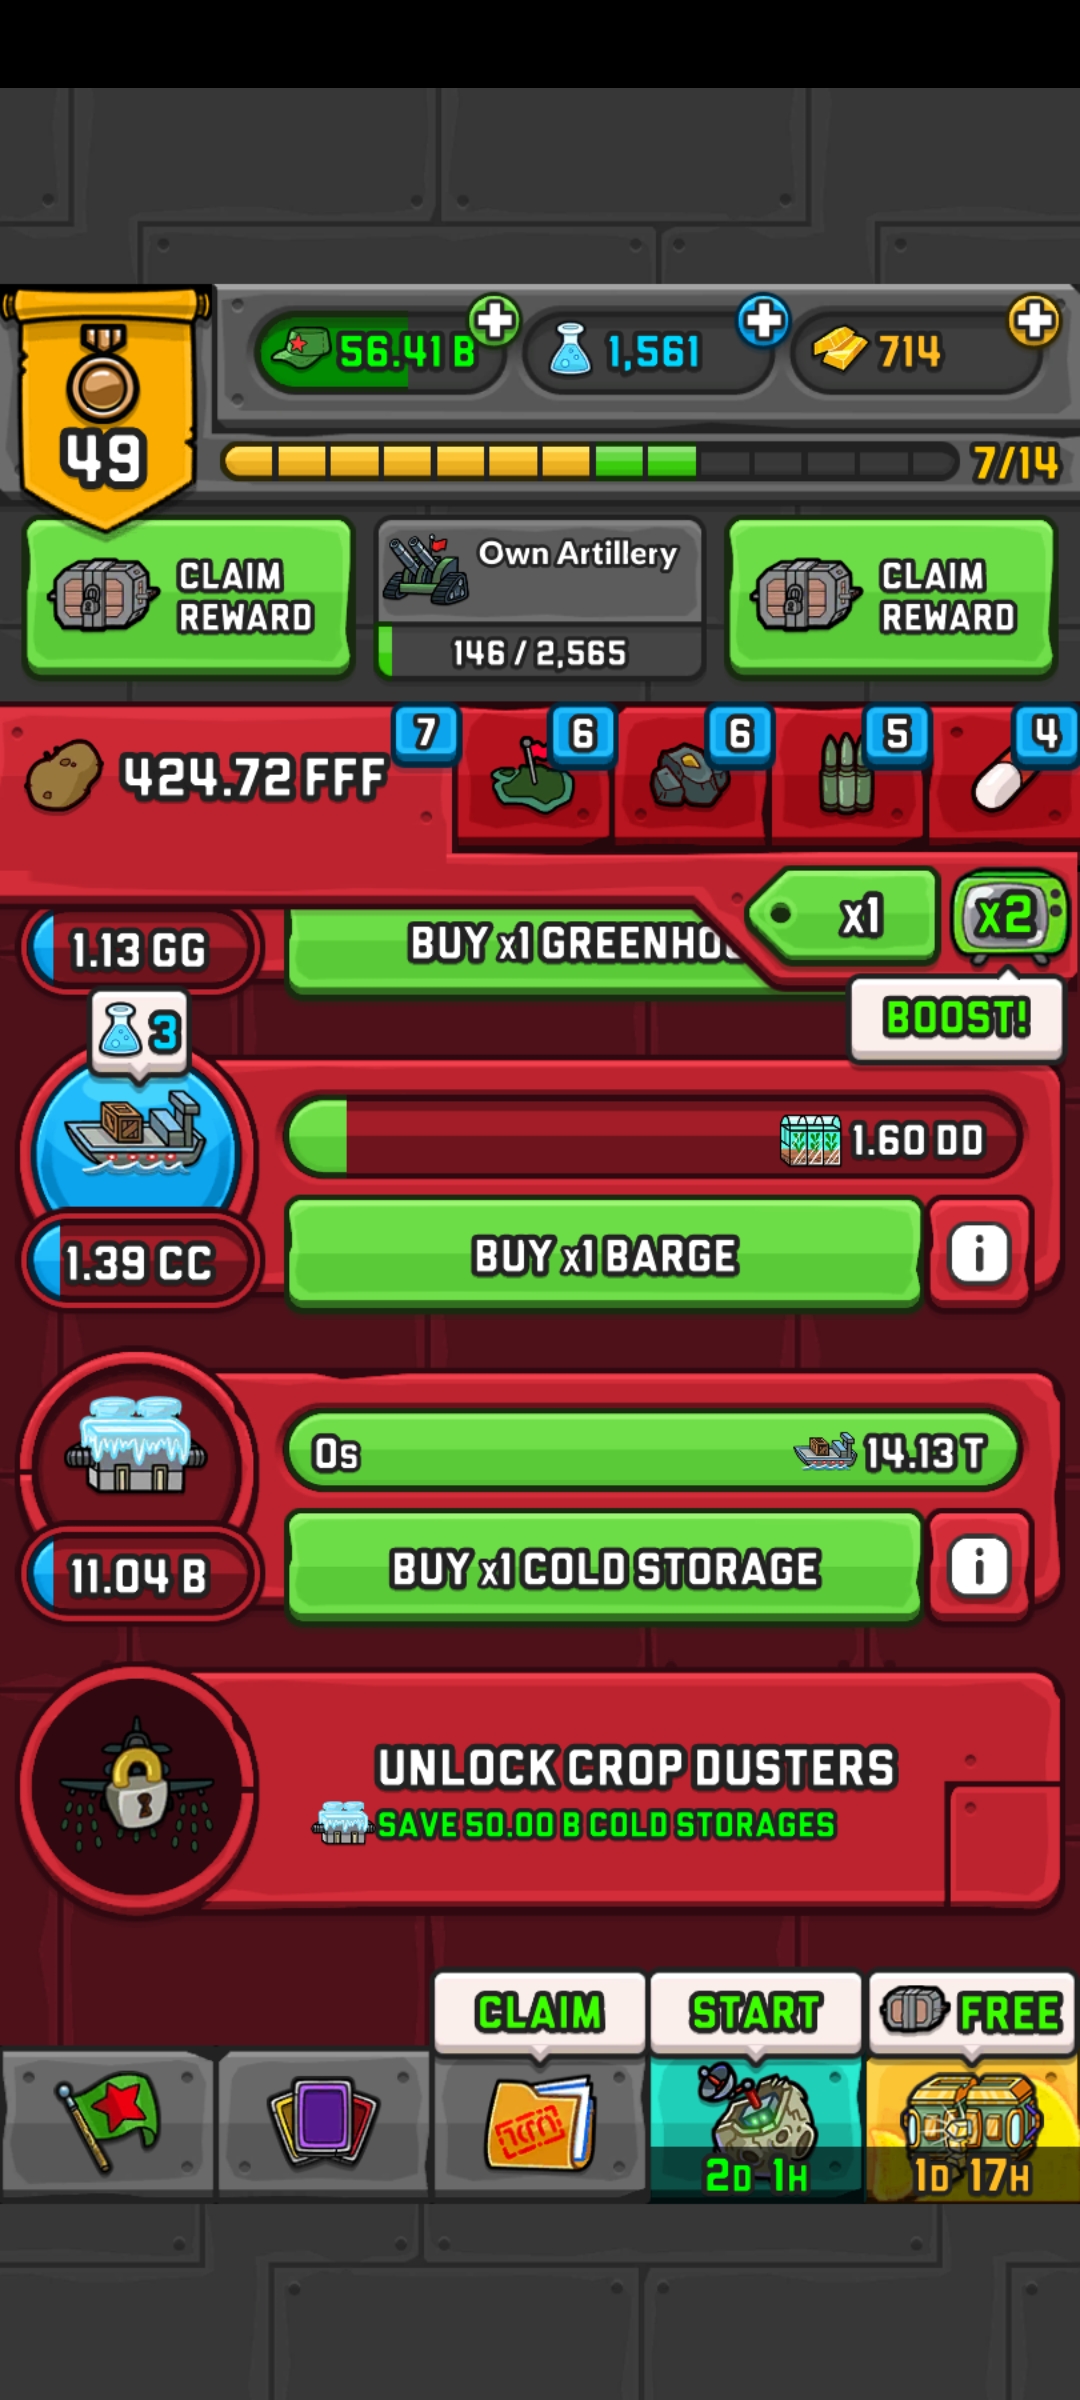 56.41 B
1,561
714
49
7/14
CLAIM
REWARD
Own Artillery
146 / 2,565
CLAIM
REWARD
424.72 FFF
7
6
6
5
4
x1
x2
BOOST!
1.13 GG
BUY x1 GREENHOU
3
1.60 DD
1.39 CC
BUY x1 BARGE
i
0s
14.13 T
11.04 B
BUY x1 COLD STORAGE
i
UNLOCK CROP DUSTERS
SAVE 50.00 B COLD STORAGES
CLAIM
START
FREE
2D 1H
1D 17H